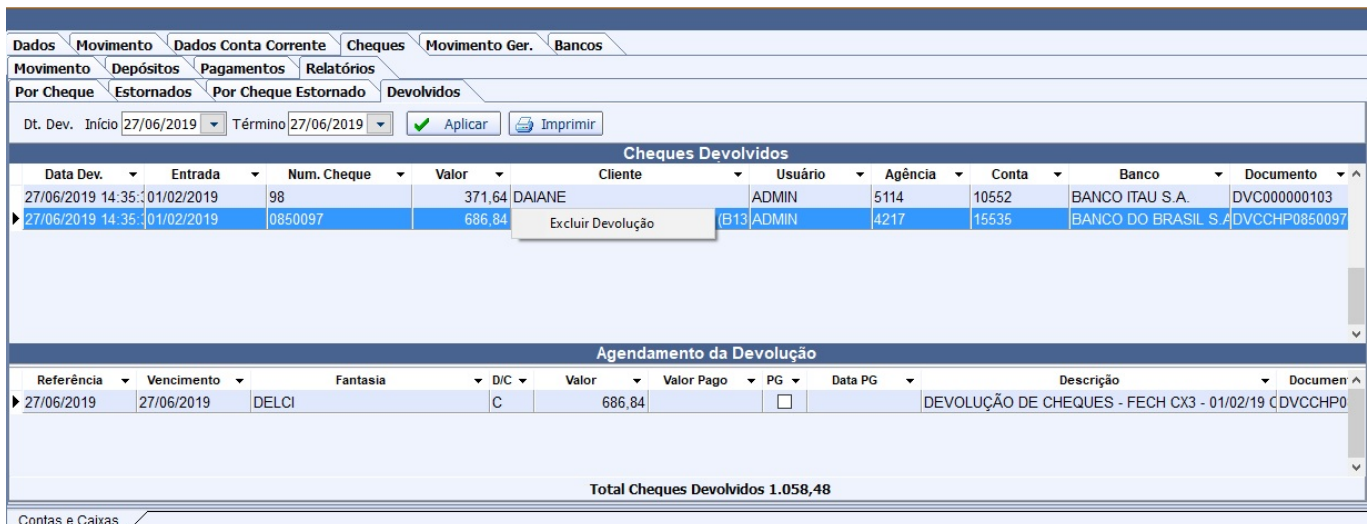 Dados Movimento Dados Conta Corrente Cheques Movimento Ger. Bancos
Movimento Depósitos Pagamentos Relatórios
Por Cheque Estornados Por Cheque Estornado Devolvidos
Dt. Dev. Início 27/06/2019 Término 27/06/2019 Aplicar Imprimir
Cheques Devolvidos
Data Dev. Entrada Num. Cheque Valor Cliente Usuário Agência Conta Banco Documento
27/06/2019 14:35: 01/02/2019 98 371,64 DAIANE ADMIN 5114 10552 BANCO ITAU S.A. DVC000000103
27/06/2019 14:35: 01/02/2019 0850097 686,84 (B13 ADMIN 4217 15535 BANCO DO BRASIL S.A DVCCHP0850097
Excluir Devolução
Agendamento da Devolução
Referência Vencimento Fantasia D/C Valor Valor Pago PG Data PG Descrição Documen
27/06/2019 27/06/2019 DELCI C 686,84 DEVOLUÇÃO DE CHEQUES - FECH CX3 - 01/02/19 DVCCHP0
Total Cheques Devolvidos 1.058,48
Contas e Caixas